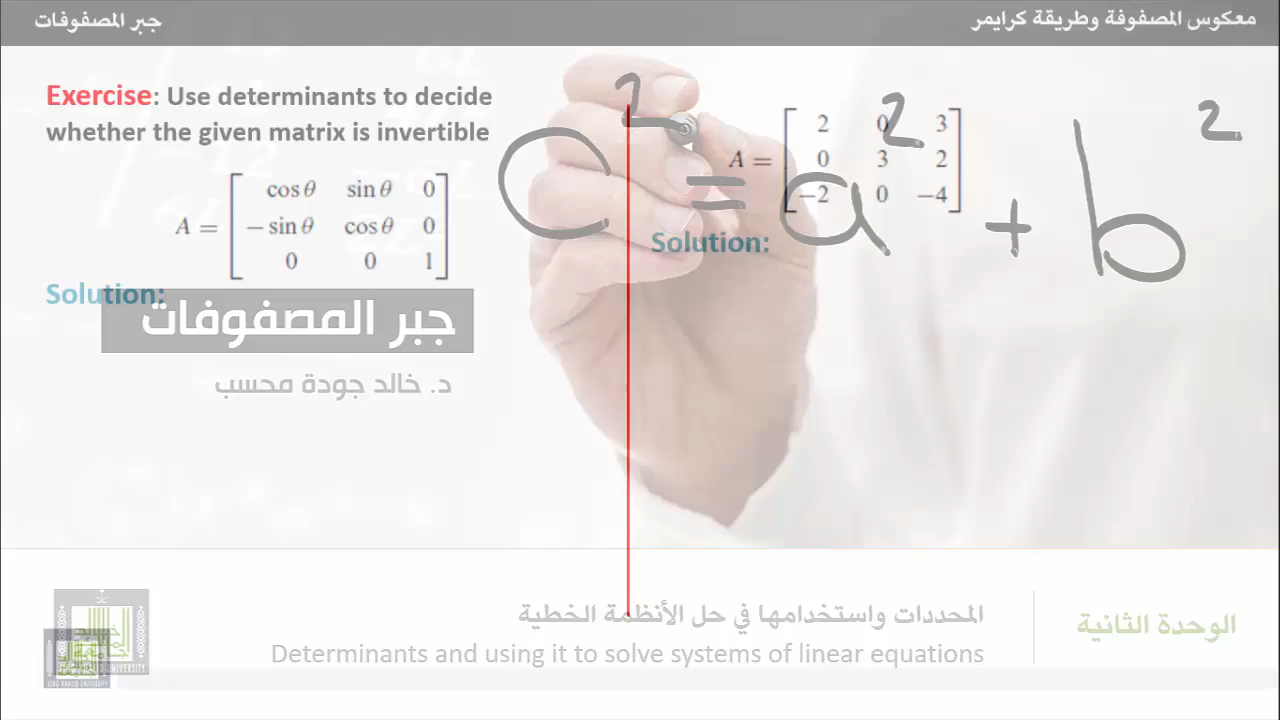 معكوس المصفوفة وطريقة كرايمر
جبر المصفوفات
Exercise: Use determinants to decide
whether the given matrix is invertible
A = [ cos θ sin θ 0
− sin θ cos θ 0
0 0 1 ]
Solution:
A = [ 2 0 3
0 3 2
−2 0 −4 ]
Solution:
c² = a² + b²
جبر المصفوفات
د. خالد جودة محسب
المحددات واستخدامها في حل الأنظمة الخطية
الوحدة الثانية
Determinants and using it to solve systems of linear equations